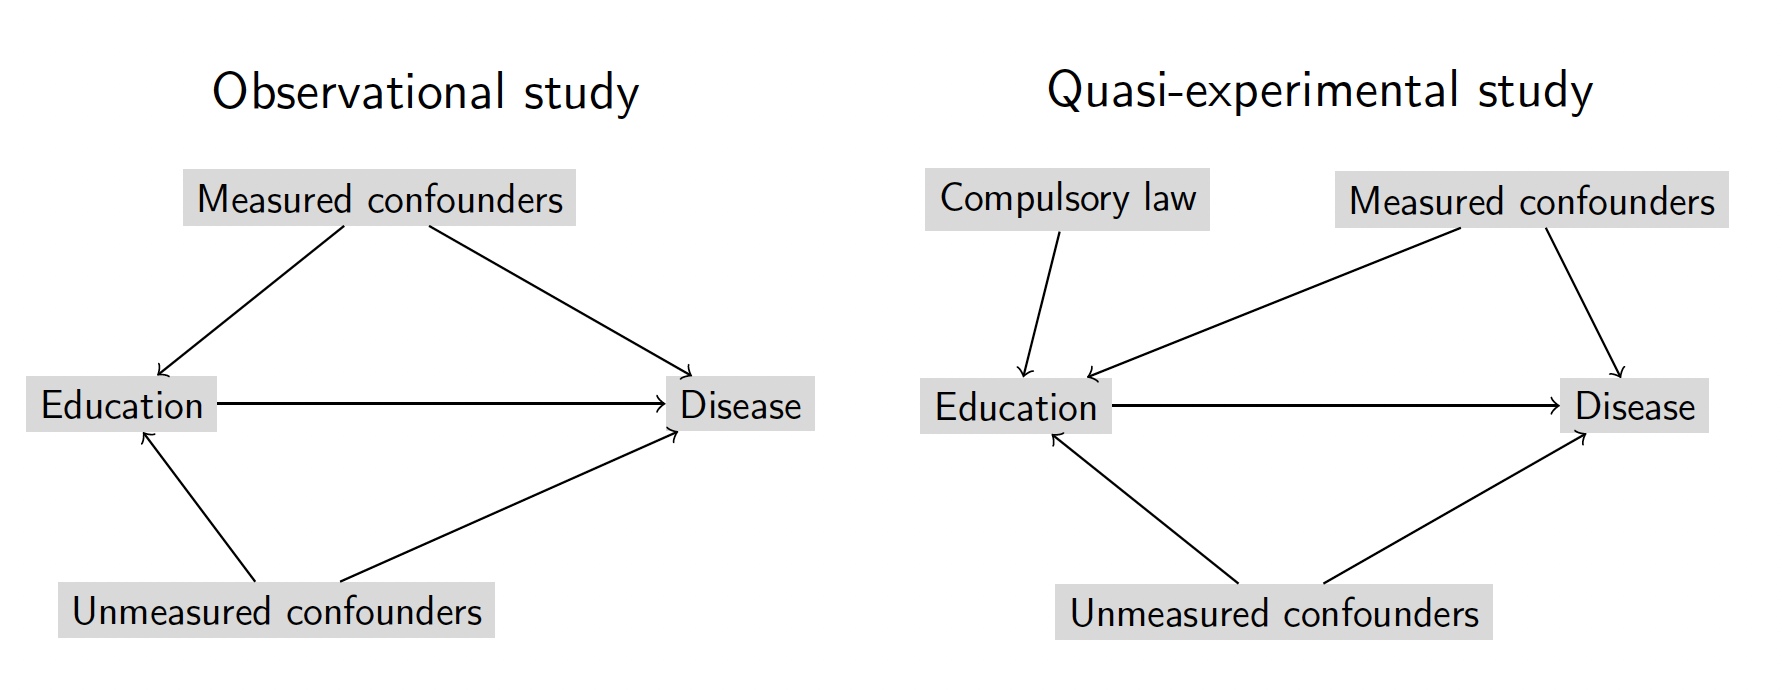 Observational study
Measured confounders
Education
Disease
Unmeasured confounders
Quasi-experimental study
Compulsory law
Measured confounders
Education
Disease
Unmeasured confounders